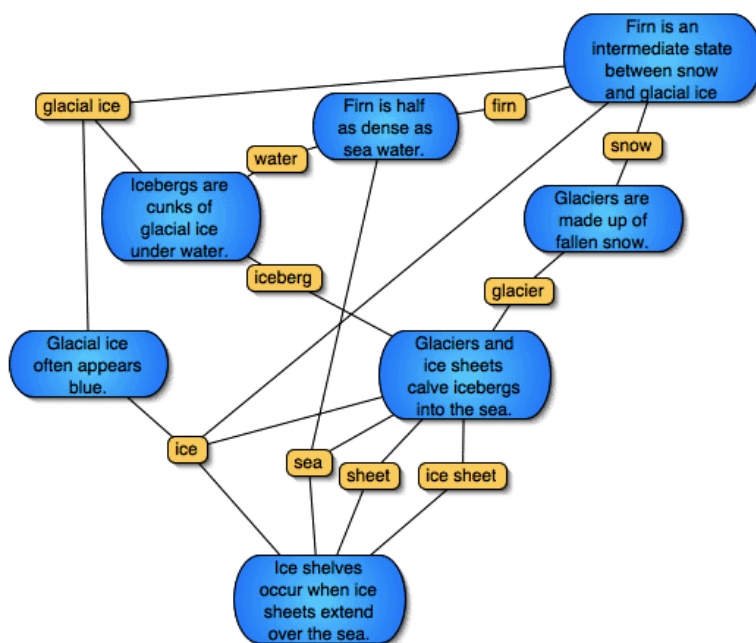 Firn is an
intermediate state
between snow
and glacial ice
glacial ice
Firn is half
as dense as
sea water.
firn
water
snow
Icebergs are
cunks of
glacial ice
under water.
Glaciers are
made up of
fallen snow.
iceberg
glacier
Glacial ice
often appears
blue.
Glaciers and
ice sheets
calve icebergs
into the sea.
ice
sea
sheet
ice sheet
Ice shelves
occur when ice
sheets extend
over the sea.